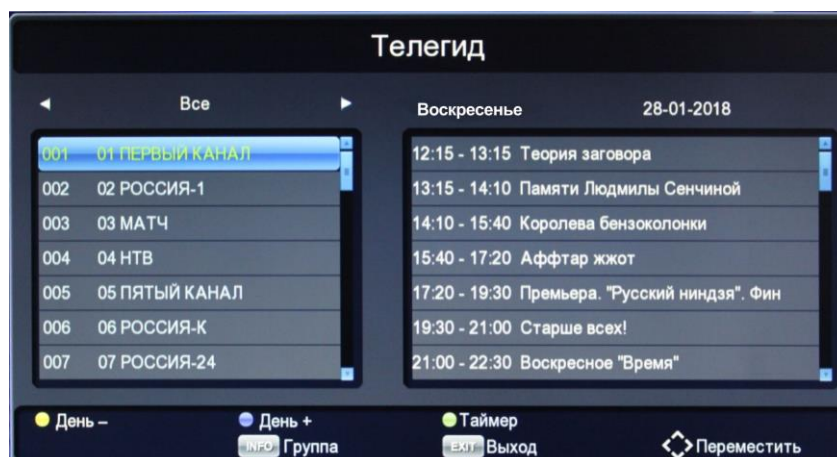 Телегид
◄ Все ►
Воскресенье 28-01-2018
001 01 ПЕРВЫЙ КАНАЛ
002 02 РОССИЯ-1
003 03 МАТЧ
004 04 НТВ
005 05 ПЯТЫЙ КАНАЛ
006 06 РОССИЯ-К
007 07 РОССИЯ-24
12:15 - 13:15 Теория заговора
13:15 - 14:10 Памяти Людмилы Сенчиной
14:10 - 15:40 Королева бензоколонки
15:40 - 17:20 Аффтар жжот
17:20 - 19:30 Премьера. "Русский ниндзя". Фин
19:30 - 21:00 Старше всех!
21:00 - 22:30 Воскресное "Время"
День –
День +
Таймер
INFO Группа
EXIT Выход
Переместить